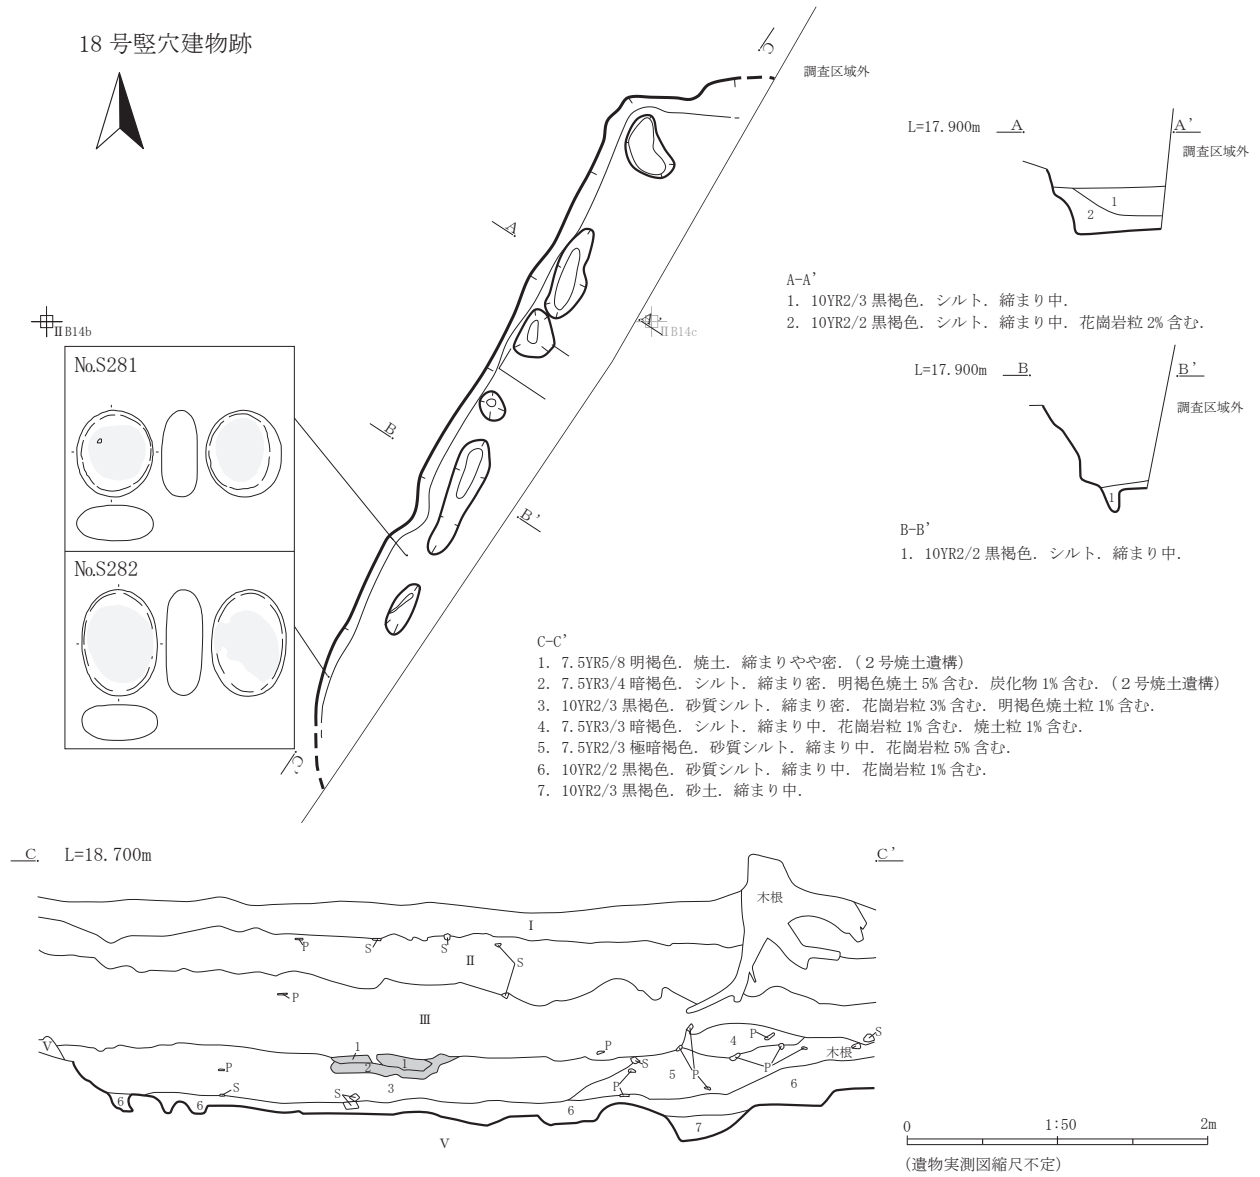 18 号竪穴建物跡
C'
調査区域外
L=17.900m
A
A'
調査区域外
1
2
A
A-A'
1. 10YR2/3 黒褐色．シルト．締まり中．
2. 10YR2/2 黒褐色．シルト．締まり中．花崗岩粒 2% 含む．
ⅡB14b
A'
ⅡB14c
No.S281
L=17.900m
B
B'
調査区域外
1
B
B'
B-B'
1. 10YR2/2 黒褐色．シルト．締まり中．
No.S282
C
C-C'
1. 7.5YR5/8 明褐色．焼土．締まりやや密．（２号焼土遺構）
2. 7.5YR3/4 暗褐色．シルト．締まり密．明褐色焼土 5% 含む．炭化物 1% 含む．（２号焼土遺構）
3. 10YR2/3 黒褐色．砂質シルト．締まり密．花崗岩粒 3% 含む．明褐色焼土粒 1% 含む．
4. 7.5YR3/3 暗褐色．シルト．締まり中．花崗岩粒 1% 含む．焼土粒 1% 含む．
5. 7.5YR2/3 極暗褐色．砂質シルト．締まり中．花崗岩粒 5% 含む．
6. 10YR2/2 黒褐色．砂質シルト．締まり中．花崗岩粒 1% 含む．
7. 10YR2/3 黒褐色．砂土．締まり中．
C
L=18.700m
C'
木根
Ⅰ
P
S
S
Ⅱ
S
P
Ⅲ
Ⅴ
1
1
2
3
P
S
S
P
S
P
4
P
5
P
P
S
木根
6
6
6
6
7
Ⅴ
0
1:50
2m
（遺物実測図縮尺不定）